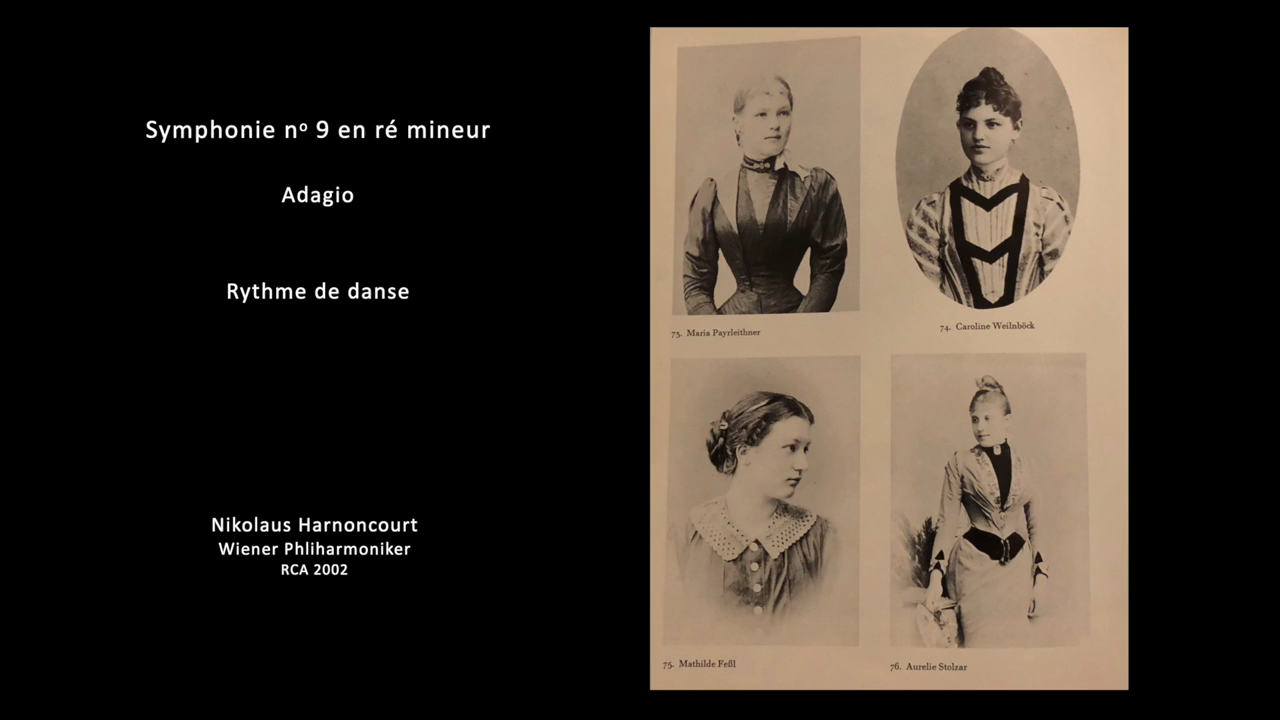 Symphonie nº 9 en ré mineur
Adagio
Rythme de danse
Nikolaus Harnoncourt
Wiener Phliharmoniker
RCA 2002
75. Maria Payrleithner
74. Caroline Weilnböck
75. Mathilde Feßl
76. Aurelie Stolzar